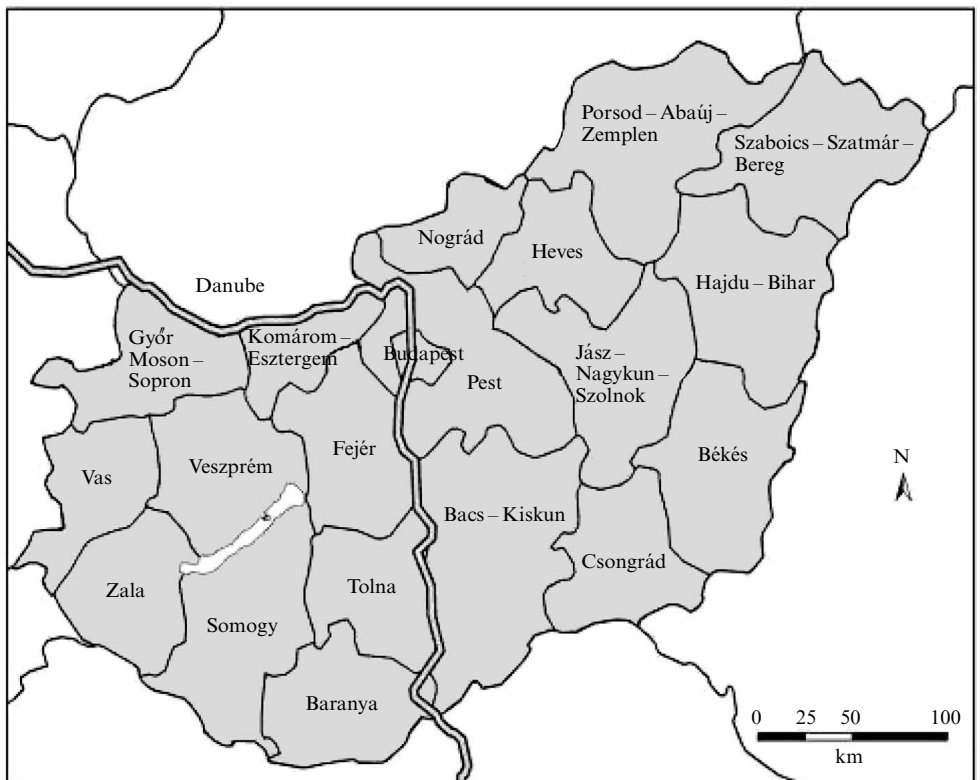 Porsod – Abaúj –
Zemplen
Szaboics – Szatmár –
Bereg
Nográd
Heves
Hajdu – Bihar
Danube
Győr
Moson –
Sopron
Komárom –
Esztergem
Budapest
Pest
Jász –
Nagykun –
Szolnok
Vas
Veszprém
Fejér
Békés
N
Bacs – Kiskun
Csongrád
Zala
Tolna
Somogy
Baranya
0 25 50 100
km